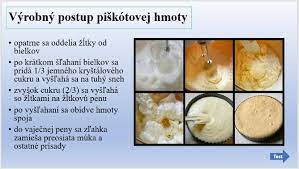 Výrobný postup piškótovej hmoty
• opatrne sa oddelia žĺtky od
bielkov
• po krátkom šľahaní bielkov sa
pridá 1/3 jemného kryštálového
cukru a vyšľahá sa na tuhý sneh
• zvyšok cukru (2/3) sa vyšľahá
so žĺtkami na žĺtkovú penu
• po vyšľahaní sa obidve hmoty
spoja
• do vaječnej peny sa zľahka
zamieša preosiata múka a
ostatné prísady
Test